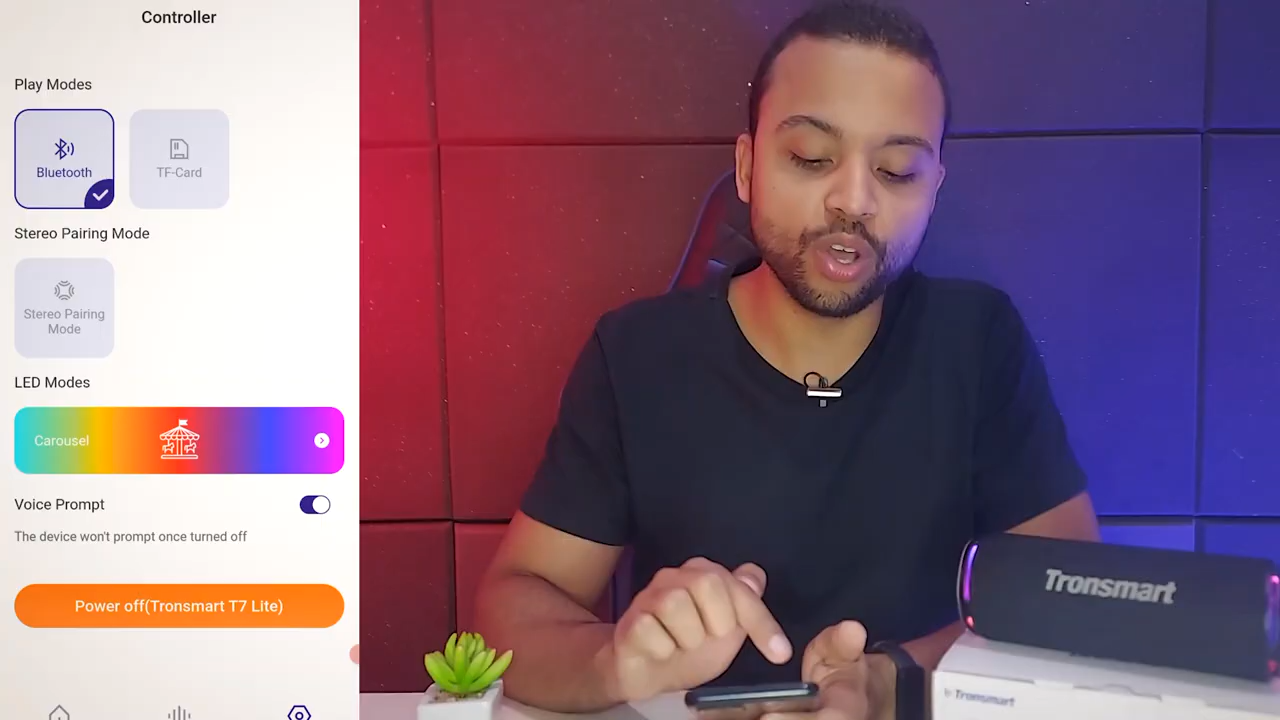 Controller
Play Modes
Bluetooth
TF-Card
Stereo Pairing Mode
Stereo Pairing
Mode
LED Modes
Carousel
Voice Prompt
The device won't prompt once turned off
Power off(Tronsmart T7 Lite)
Tronsmart
Tronsmart